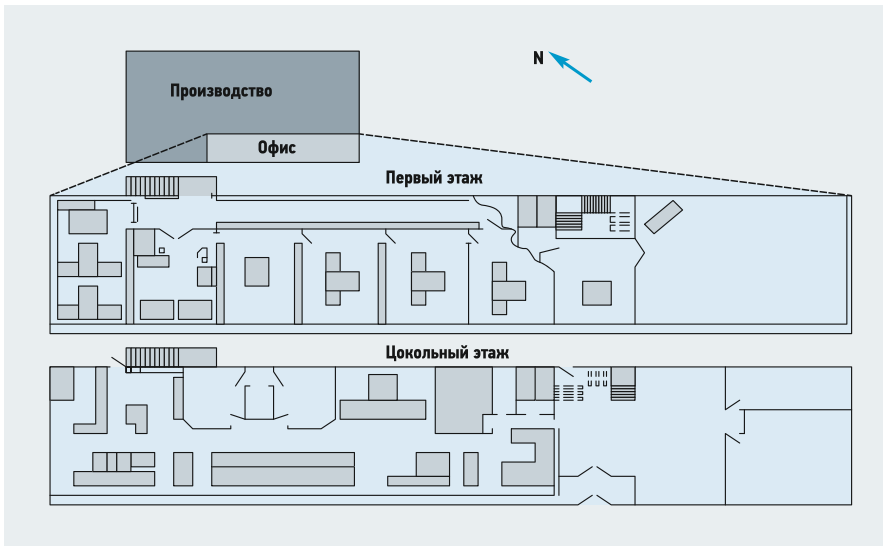 N
Производство
Офис
Первый этаж
Цокольный этаж